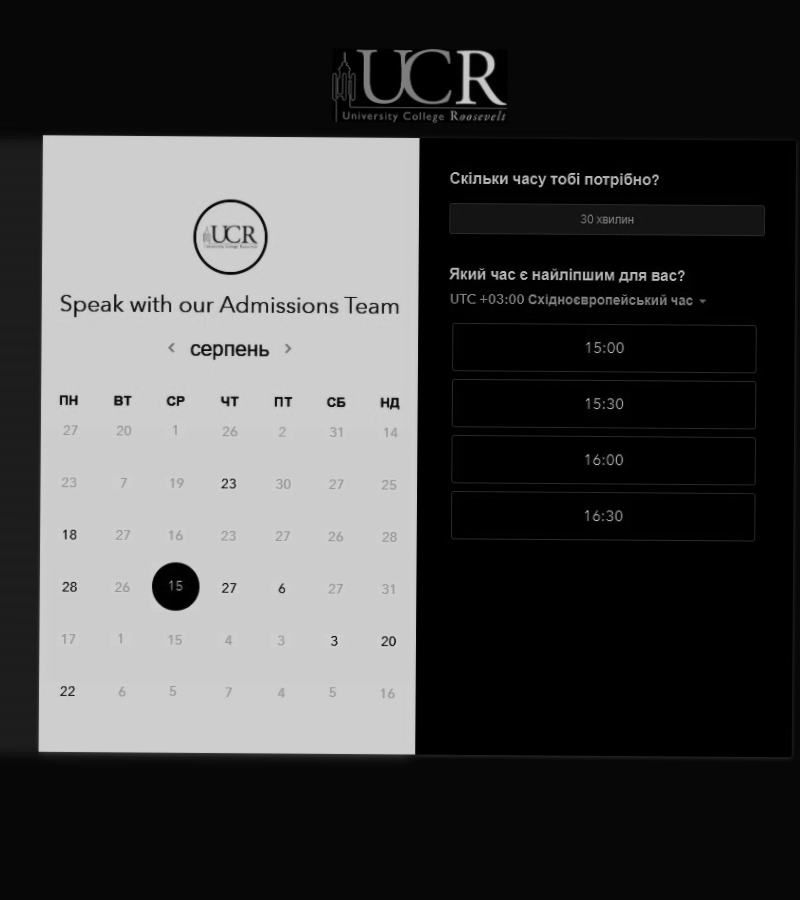 UCR
University College Roosevelt
UCR
Speak with our Admissions Team
серпень
ПН ВТ СР ЧТ ПТ СБ НД
27 20 1 26 2 31 14
23 7 19 23 30 27 25
18 27 16 23 27 26 28
28 26 15 27 6 27 31
17 1 15 4 3 3 20
22 6 5 7 4 5 16
Скільки часу тобі потрібно?
30 хвилин
Який час є найліпшим для вас?
UTC +03:00 Східноєвропейський час
15:00
15:30
16:00
16:30